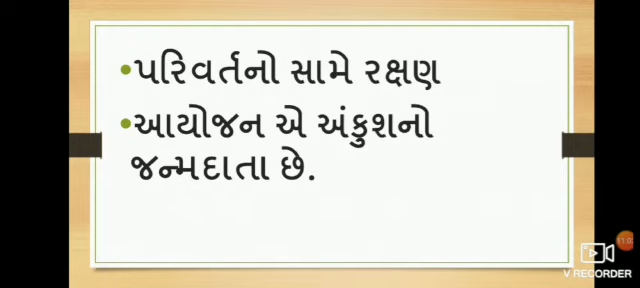 •પરિવર્તનો સામે રક્ષણ
•આયોજન એ અંકુશનો
જન્મદાતા છે.
V RECORDER